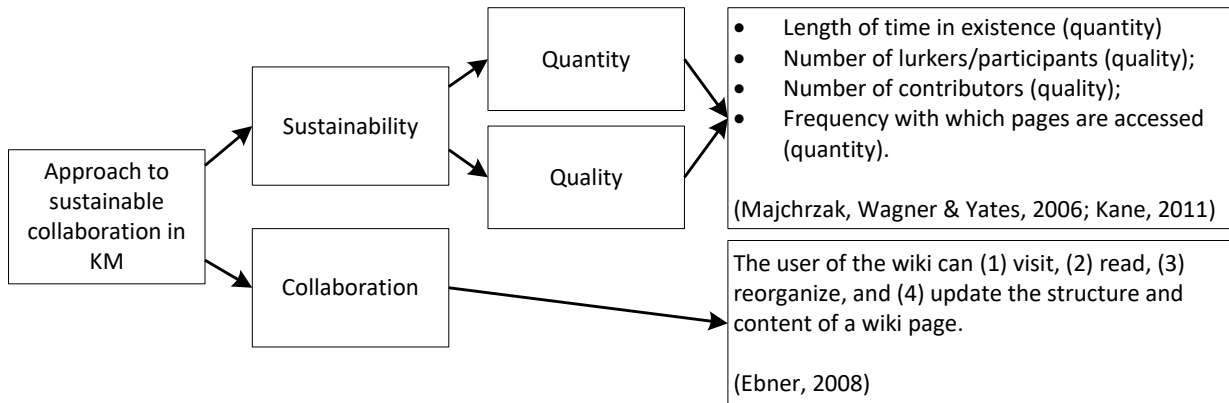 Approach to
sustainable
collaboration in
KM
Sustainability
Collaboration
Quantity
Quality
• Length of time in existence (quantity)
• Number of lurkers/participants (quality);
• Number of contributors (quality);
• Frequency with which pages are accessed
(quantity).
(Majchrzak, Wagner & Yates, 2006; Kane, 2011)
The user of the wiki can (1) visit, (2) read, (3)
reorganize, and (4) update the structure and
content of a wiki page.
(Ebner, 2008)